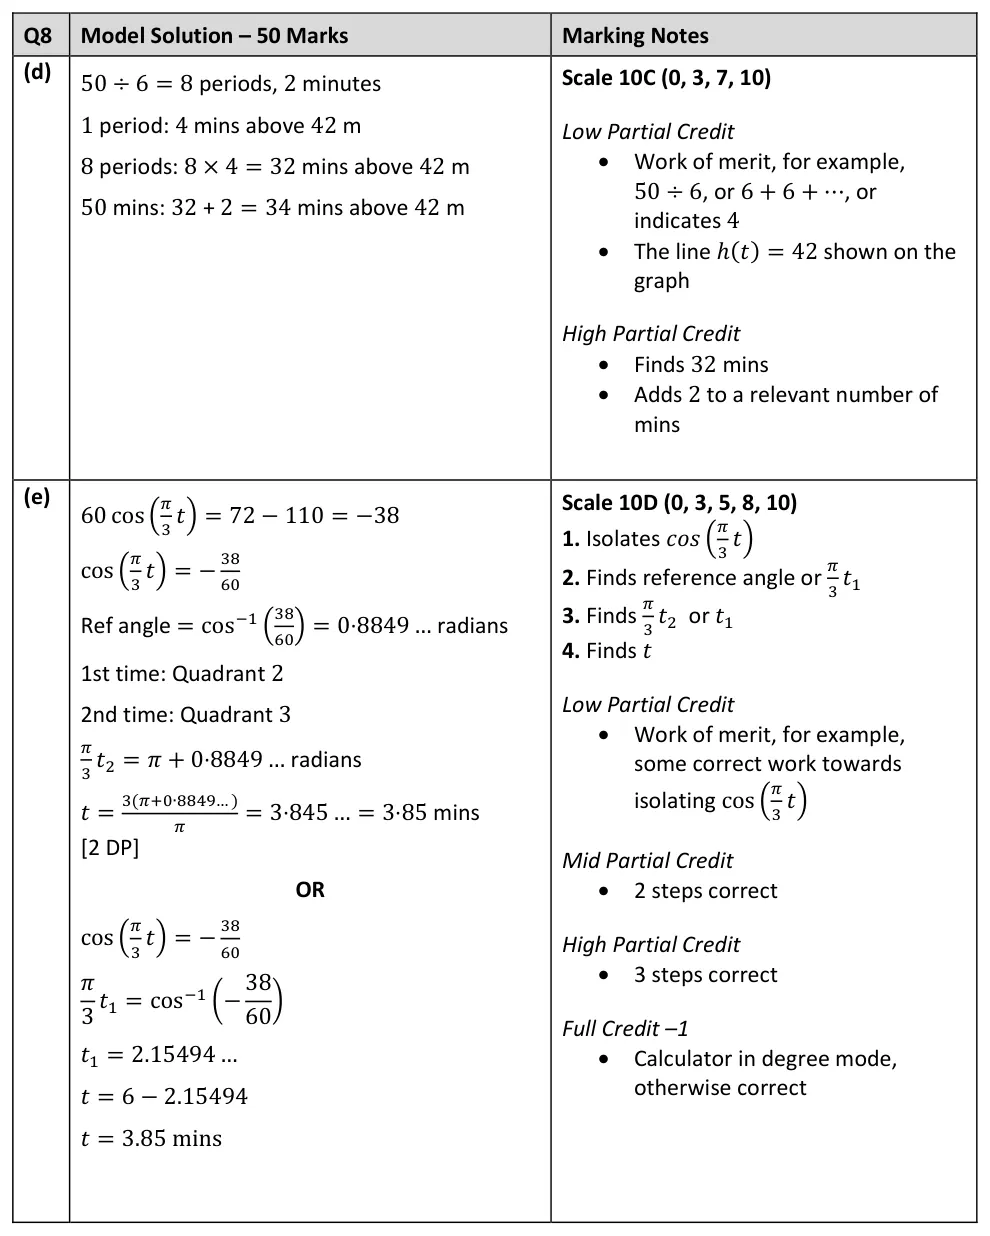 Q8 Model Solution – 50 Marks Marking Notes
(d)
50 ÷ 6 = 8 periods, 2 minutes
1 period: 4 mins above 42 m
8 periods: 8 × 4 = 32 mins above 42 m
50 mins: 32 + 2 = 34 mins above 42 m
Scale 10C (0, 3, 7, 10)
Low Partial Credit
• Work of merit, for example,
50 ÷ 6, or 6 + 6 + ⋯, or
indicates 4
• The line h(t) = 42 shown on the
graph
High Partial Credit
• Finds 32 mins
• Adds 2 to a relevant number of
mins
(e)
60 cos (π/3 t) = 72 − 110 = −38
cos (π/3 t) = − 38/60
Ref angle = cos⁻¹ (38/60) = 0·8849 … radians
1st time: Quadrant 2
2nd time: Quadrant 3
π/3 t₂ = π + 0·8849 … radians
t = 3(π+0·8849…)/π = 3·845 … = 3·85 mins
[2 DP]
OR
cos (π/3 t) = − 38/60
π/3 t₁ = cos⁻¹ (− 38/60)
t₁ = 2.15494 …
t = 6 − 2.15494
t = 3.85 mins
Scale 10D (0, 3, 5, 8, 10)
1. Isolates cos (π/3 t)
2. Finds reference angle or π/3 t₁
3. Finds π/3 t₂ or t₁
4. Finds t
Low Partial Credit
• Work of merit, for example,
some correct work towards
isolating cos (π/3 t)
Mid Partial Credit
• 2 steps correct
High Partial Credit
• 3 steps correct
Full Credit –1
• Calculator in degree mode,
otherwise correct